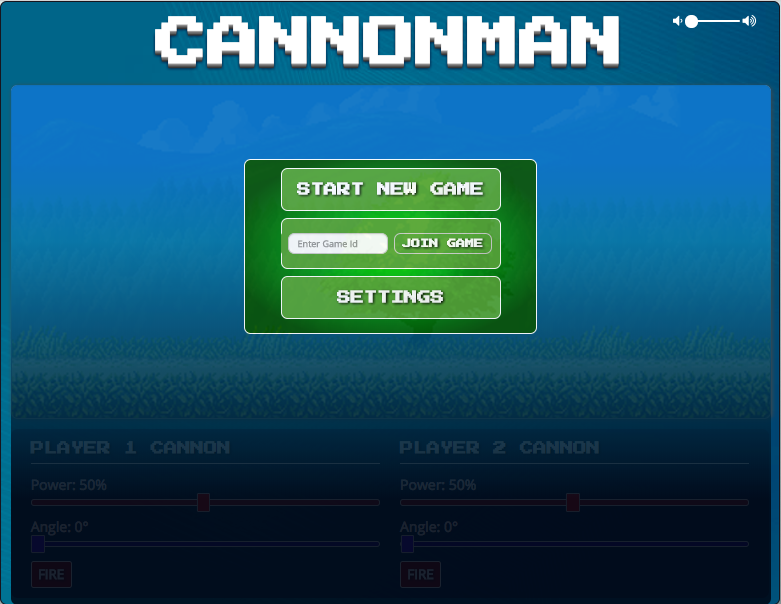 CANNONMAN
START NEW GAME
Enter Game Id JOIN GAME
SETTINGS
PLAYER 1 CANNON
Power: 50%
Angle: 0°
FIRE
PLAYER 2 CANNON
Power: 50%
Angle: 0°
FIRE